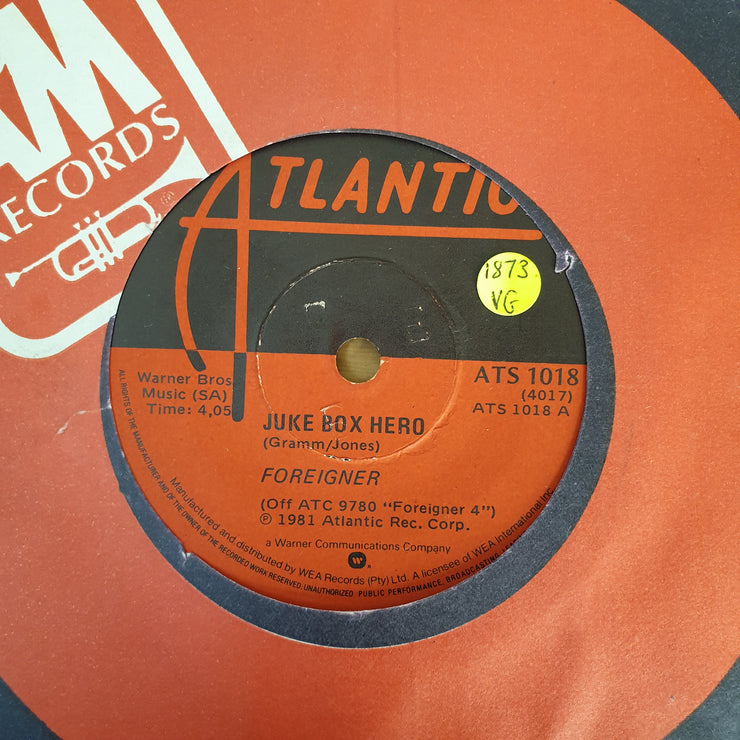 AM
RECORDS
ATLANTIC
1873.
VG
Warner Bros.
Music (SA)
Time: 4,05
ATS 1018
(4017)
ATS 1018 A
JUKE BOX HERO
(Gramm/Jones)
FOREIGNER
(Off ATC 9780 "Foreigner 4")
℗ 1981 Atlantic Rec. Corp.
a Warner Communications Company
W
Manufactured and distributed by WEA Records (Pty) Ltd. A licensee of WEA International Inc.
ALL RIGHTS OF THE MANUFACTURER AND OF THE OWNER OF THE RECORDED WORK RESERVED. UNAUTHORIZED PUBLIC PERFORMANCE, BROADCASTING